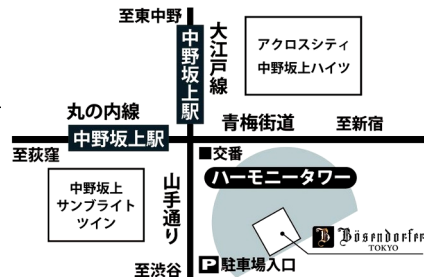 至東中野
大江戸線
中野坂上駅
アクロスシティ
中野坂上ハイツ
丸の内線
青梅街道
至新宿
中野坂上駅
至荻窪
■交番
ハーモニータワー
中野坂上
サンブライト
ツイン
山手通り
B Bösendorfer
TOKYO
至渋谷
P駐車場入口